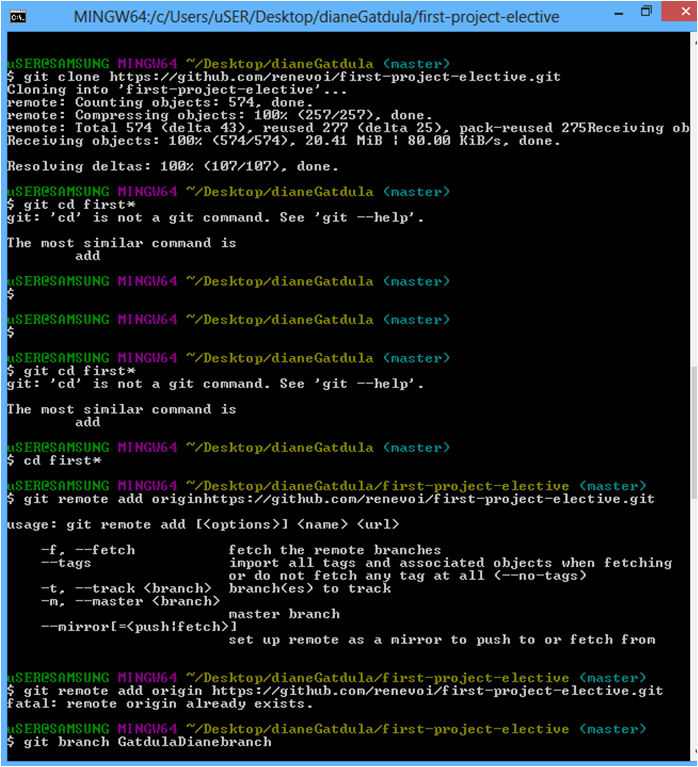 MINGW64:/c/Users/uSER/Desktop/dianeGatdula/first-project-elective
uSER@SAMSUNG MINGW64 ~/Desktop/dianeGatdula (master)
$ git clone https://github.com/renevoi/first-project-elective.git
Cloning into 'first-project-elective'...
remote: Counting objects: 574, done.
remote: Compressing objects: 100% (257/257), done.
remote: Total 574 (delta 43), reused 277 (delta 25), pack-reused 275Receiving ob
Receiving objects: 100% (574/574), 20.41 MiB | 80.00 KiB/s, done.
Resolving deltas: 100% (107/107), done.
uSER@SAMSUNG MINGW64 ~/Desktop/dianeGatdula (master)
$ git cd first*
git: 'cd' is not a git command. See 'git --help'.
The most similar command is
add
uSER@SAMSUNG MINGW64 ~/Desktop/dianeGatdula (master)
$
uSER@SAMSUNG MINGW64 ~/Desktop/dianeGatdula (master)
$
uSER@SAMSUNG MINGW64 ~/Desktop/dianeGatdula (master)
$ git cd first*
git: 'cd' is not a git command. See 'git --help'.
The most similar command is
add
uSER@SAMSUNG MINGW64 ~/Desktop/dianeGatdula (master)
$ cd first*
uSER@SAMSUNG MINGW64 ~/Desktop/dianeGatdula/first-project-elective (master)
$ git remote add originhttps://github.com/renevoi/first-project-elective.git
usage: git remote add [<options>] <name> <url>
-f, --fetch fetch the remote branches
--tags import all tags and associated objects when fetching
or do not fetch any tag at all (--no-tags)
-t, --track <branch> branch(es) to track
-m, --master <branch>
master branch
--mirror[=<push|fetch>]
set up remote as a mirror to push to or fetch from
uSER@SAMSUNG MINGW64 ~/Desktop/dianeGatdula/first-project-elective (master)
$ git remote add origin https://github.com/renevoi/first-project-elective.git
fatal: remote origin already exists.
uSER@SAMSUNG MINGW64 ~/Desktop/dianeGatdula/first-project-elective (master)
$ git branch GatdulaDianebranch